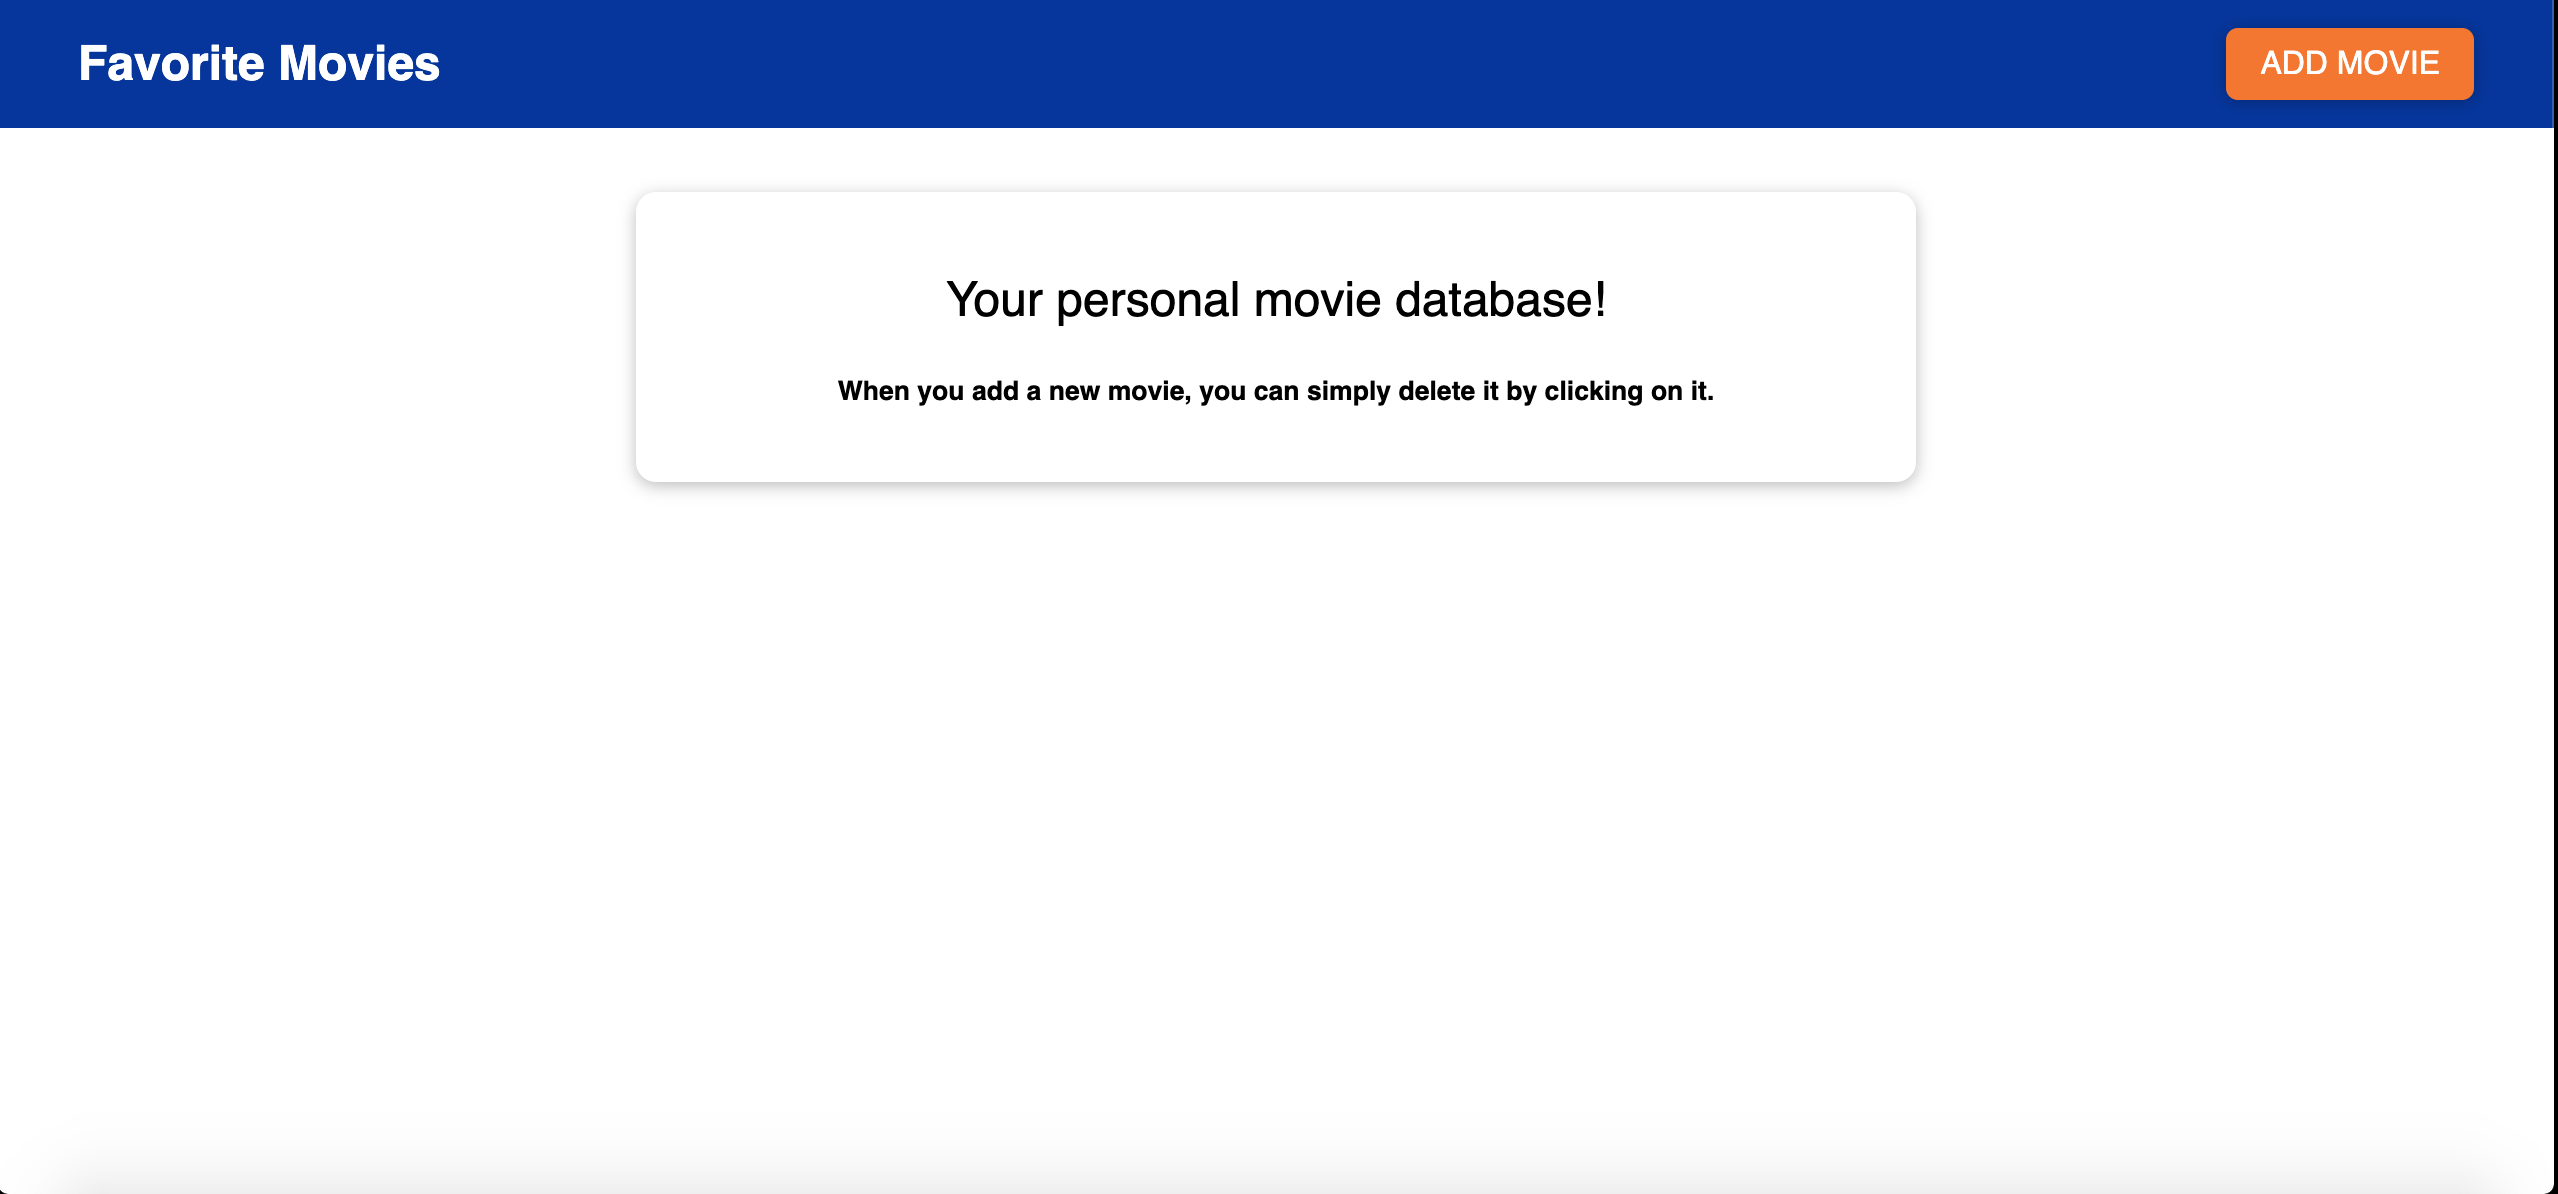 Favorite Movies
ADD MOVIE
Your personal movie database!
When you add a new movie, you can simply delete it by clicking on it.